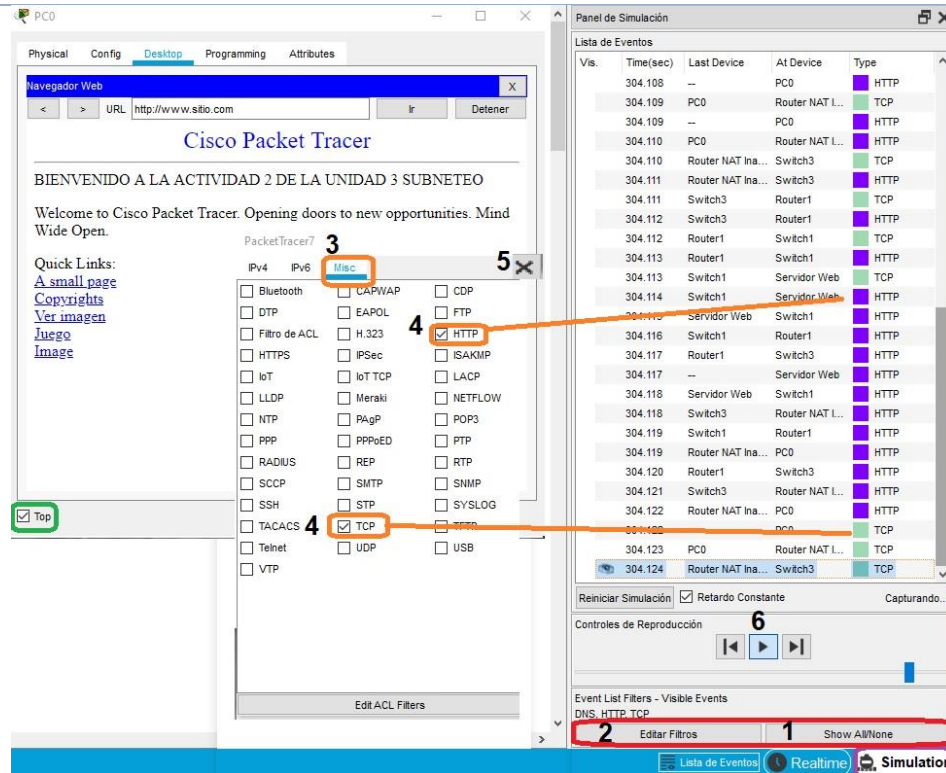 PC0
Physical Config Desktop Programming Attributes
Navegador Web X
< > URL http://www.sitio.com Ir Detener
Cisco Packet Tracer
BIENVENIDO A LA ACTIVIDAD 2 DE LA UNIDAD 3 SUBNETEO
Welcome to Cisco Packet Tracer. Opening doors to new opportunities. Mind
Wide Open.
Quick Links:
A small page
Copyrights
Ver imagen
Juego
Image
Top
PacketTracer7
3
5
IPv4 IPv6 Misc
Bluetooth CAPWAP CDP
DTP EAPOL FTP
4
Filtro de ACL H.323 HTTP
HTTPS IPSec ISAKMP
IoT IoT TCP LACP
LLDP Meraki NETFLOW
NTP PAgP POP3
PPP PPPoED PTP
RADIUS REP RTP
SCCP SMTP SNMP
SSH STP SYSLOG
TACACS 4 TCP TFTP
Telnet UDP USB
VTP
Edit ACL Filters
Panel de Simulación
Lista de Eventos
Vis. Time(sec) Last Device At Device Type
304.108 -- PC0 HTTP
304.109 PC0 Router NAT I... TCP
304.109 -- PC0 HTTP
304.110 PC0 Router NAT I... HTTP
304.110 Router NAT Ina... Switch3 TCP
304.111 Router NAT Ina... Switch3 HTTP
304.111 Switch3 Router1 TCP
304.112 Switch3 Router1 HTTP
304.112 Router1 Switch1 TCP
304.113 Router1 Switch1 HTTP
304.113 Switch1 Servidor Web TCP
304.114 Switch1 Servidor Web HTTP
304.115 Servidor Web Switch1 HTTP
304.116 Switch1 Router1 HTTP
304.117 Router1 Switch3 HTTP
304.117 -- Servidor Web HTTP
304.118 Servidor Web Switch1 HTTP
304.118 Switch3 Router NAT I... HTTP
304.119 Switch1 Router1 HTTP
304.119 Router NAT Ina... PC0 HTTP
304.120 Router1 Switch3 HTTP
304.121 Switch3 Router NAT I... HTTP
304.122 Router NAT Ina... PC0 HTTP
304.122 PC0 TCP
304.123 PC0 Router NAT I... TCP
304.124 Router NAT Ina... Switch3 TCP
Reiniciar Simulación Retardo Constante Capturando..
Controles de Reproducción
6
Event List Filters - Visible Events
DNS, HTTP, TCP
2 Editar Filtros 1 Show All/None
Lista de Eventos Realtime Simulation